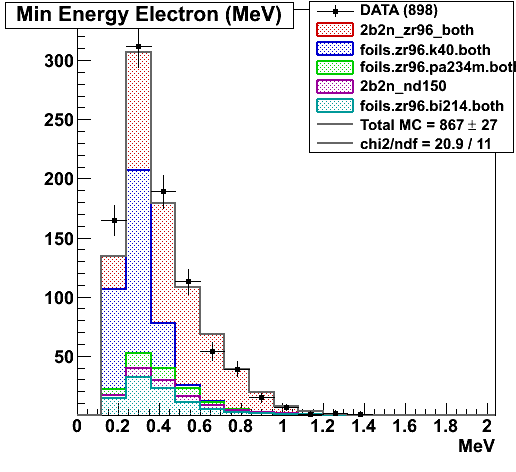 Min Energy Electron (MeV)
DATA (898)
2b2n_zr96_both
foils.zr96.k40.both
foils.zr96.pa234m.both
2b2n_nd150
foils.zr96.bi214.both
Total MC = 867 ± 27
chi2/ndf = 20.9 / 11
300
250
200
150
100
50
0 0.2 0.4 0.6 0.8 1 1.2 1.4 1.6 1.8 2
MeV